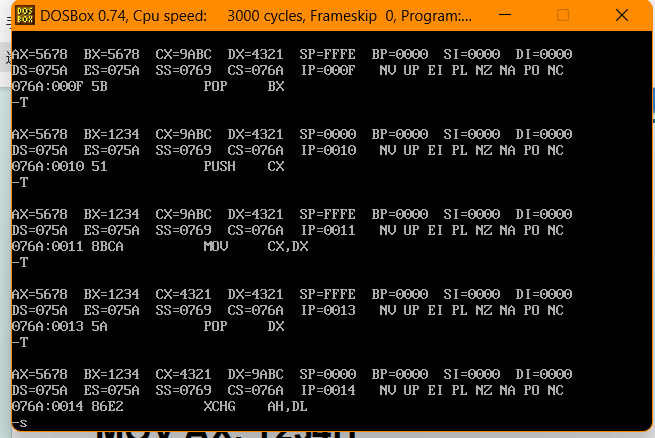 DOSBox 0.74, Cpu speed: 3000 cycles, Frameskip 0, Program:...
AX=5678 BX=5678 CX=9ABC DX=4321 SP=FFFE BP=0000 SI=0000 DI=0000
DS=075A ES=075A SS=0769 CS=076A IP=000F NV UP EI PL NZ NA PO NC
076A:000F 5B POP BX
-T
AX=5678 BX=1234 CX=9ABC DX=4321 SP=0000 BP=0000 SI=0000 DI=0000
DS=075A ES=075A SS=0769 CS=076A IP=0010 NV UP EI PL NZ NA PO NC
076A:0010 51 PUSH CX
-T
AX=5678 BX=1234 CX=9ABC DX=4321 SP=FFFE BP=0000 SI=0000 DI=0000
DS=075A ES=075A SS=0769 CS=076A IP=0011 NV UP EI PL NZ NA PO NC
076A:0011 8BCA MOV CX,DX
-T
AX=5678 BX=1234 CX=4321 DX=4321 SP=FFFE BP=0000 SI=0000 DI=0000
DS=075A ES=075A SS=0769 CS=076A IP=0013 NV UP EI PL NZ NA PO NC
076A:0013 5A POP DX
-T
AX=5678 BX=1234 CX=4321 DX=9ABC SP=0000 BP=0000 SI=0000 DI=0000
DS=075A ES=075A SS=0769 CS=076A IP=0014 NV UP EI PL NZ NA PO NC
076A:0014 86E2 XCHG AH,DL
-s
MOV AX, 1234H